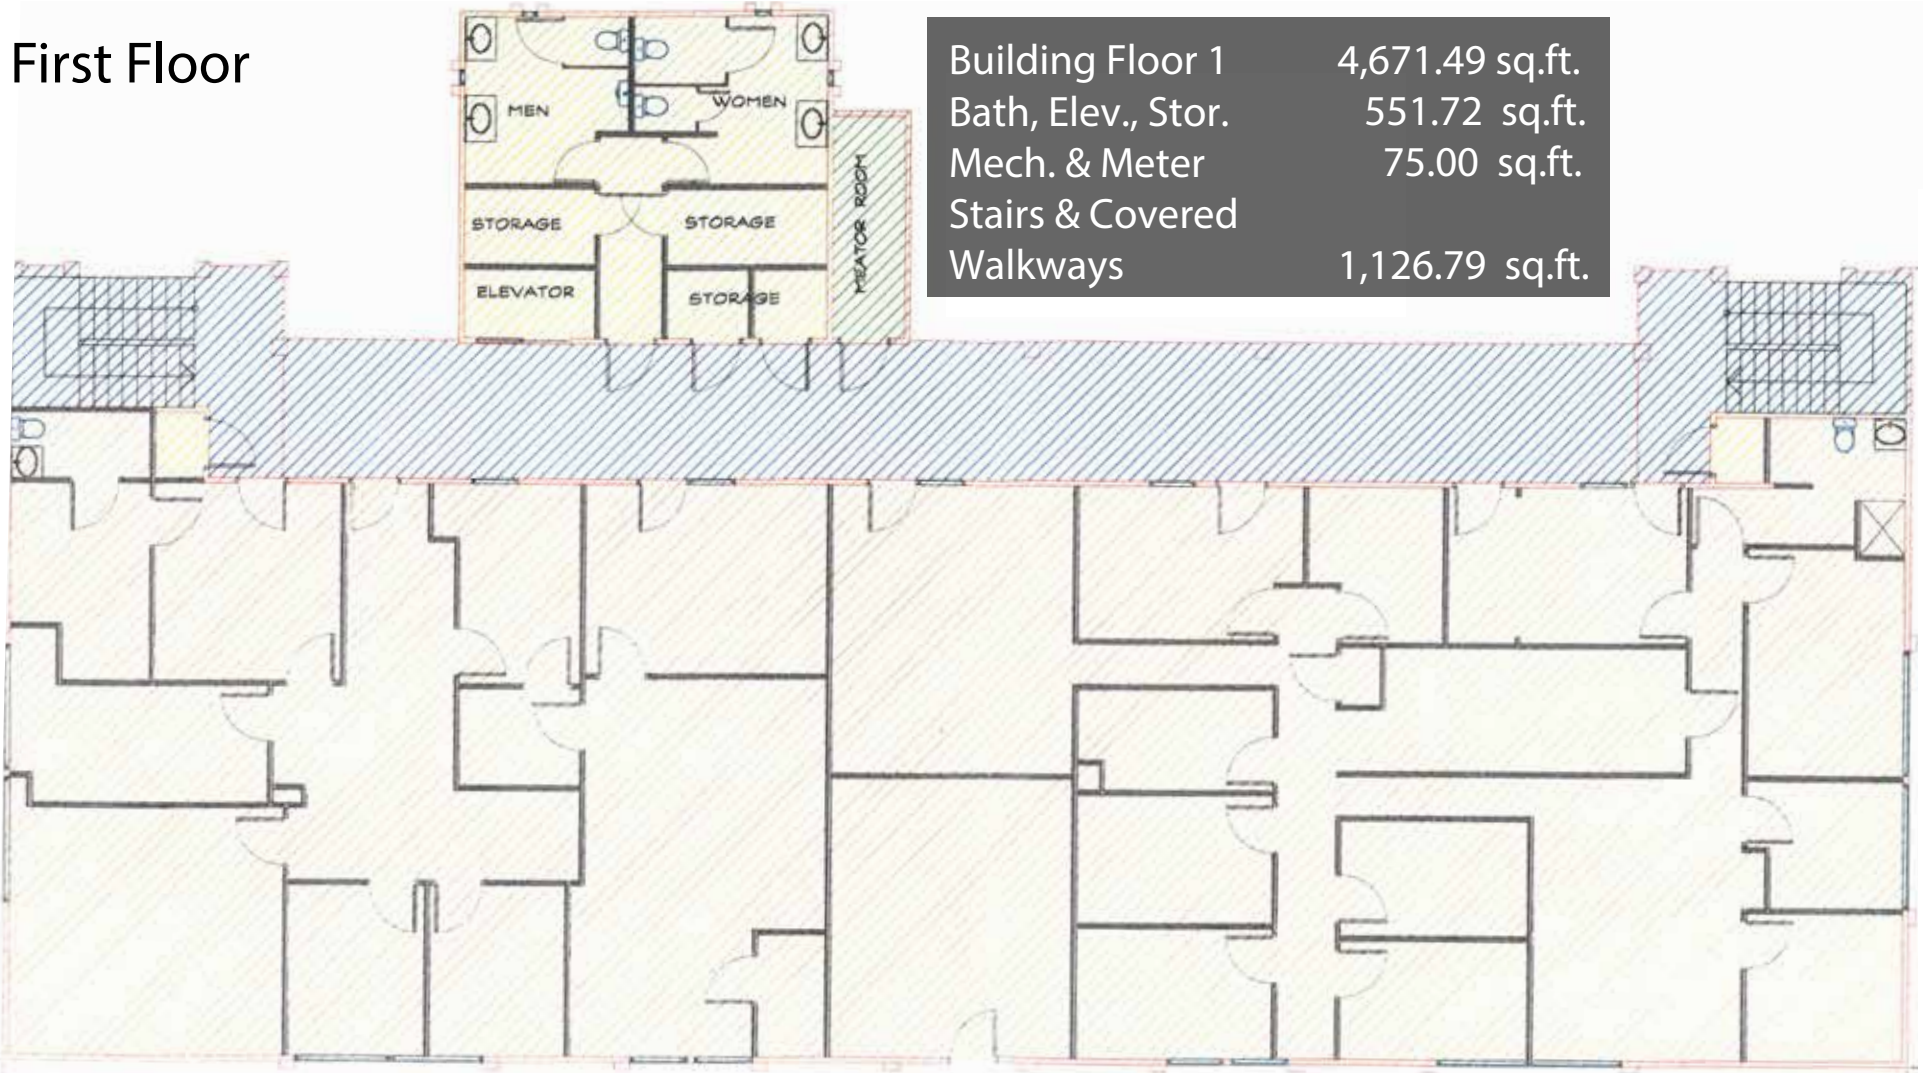 First Floor
Building Floor 1 4,671.49 sq.ft.
Bath, Elev., Stor. 551.72 sq.ft.
Mech. & Meter 75.00 sq.ft.
Stairs & Covered
Walkways 1,126.79 sq.ft.
MEN
WOMEN
STORAGE
STORAGE
MEATOR ROOM
ELEVATOR
STORAGE